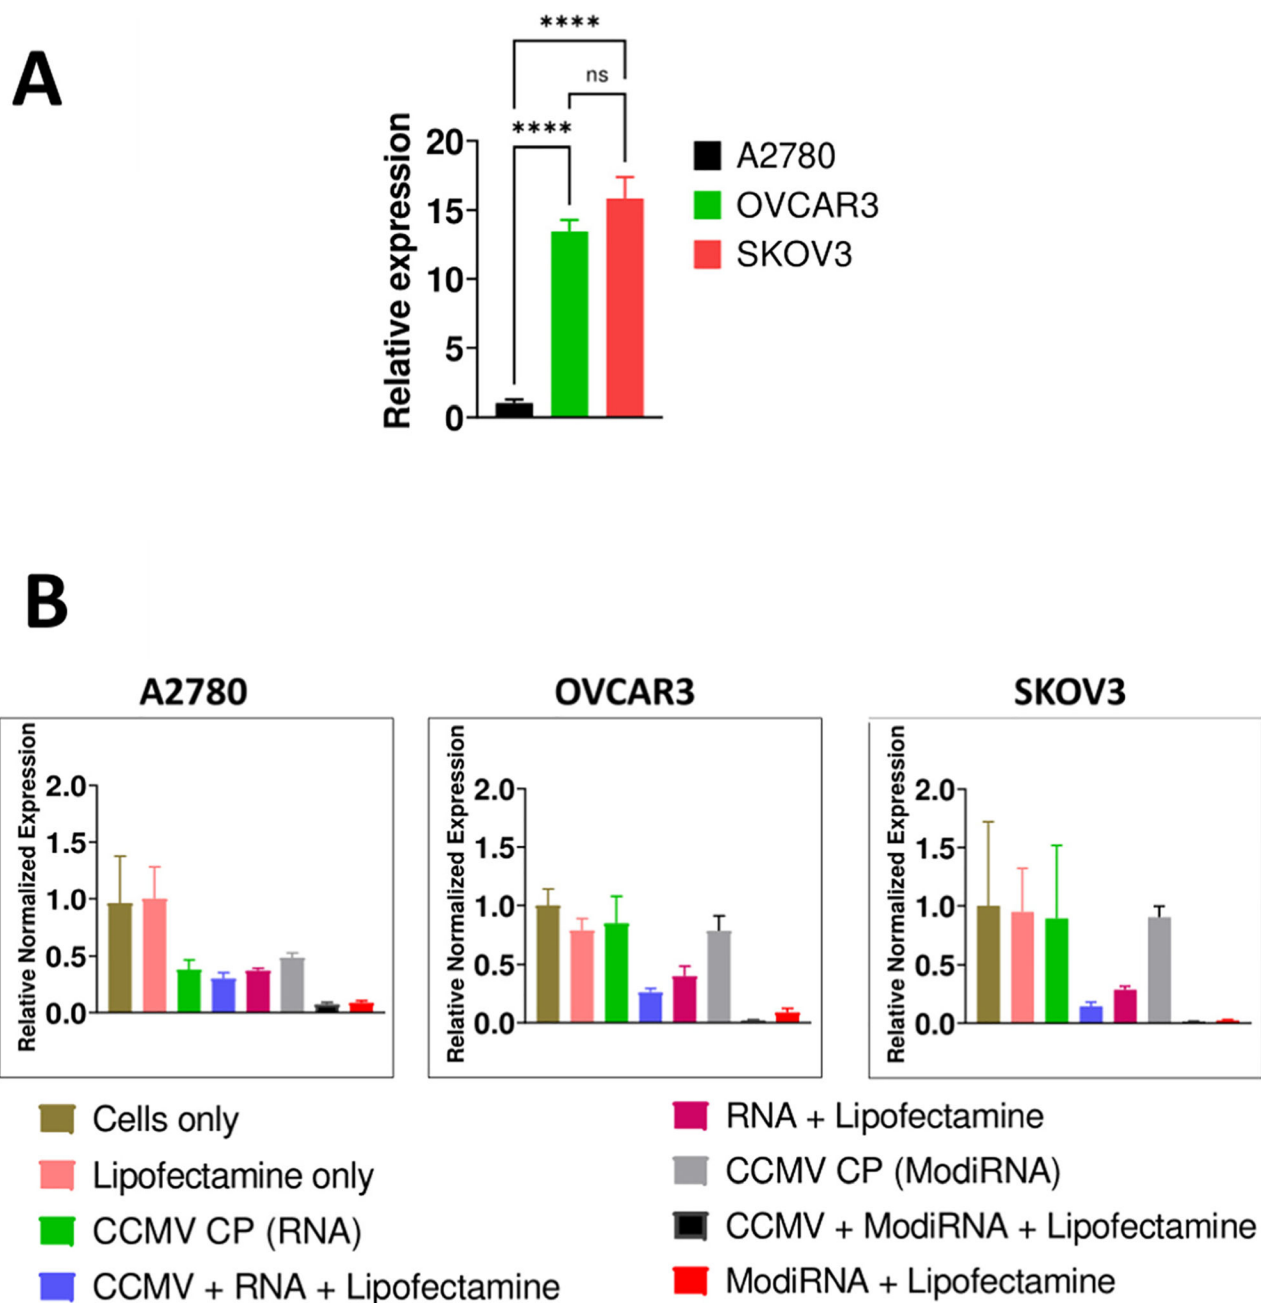 A
****
ns
****
Relative expression
20
15
10
5
0
A2780
OVCAR3
SKOV3
B
A2780
Relative Normalized Expression
2.0
1.5
1.0
0.5
0.0
OVCAR3
Relative Normalized Expression
2.0
1.5
1.0
0.5
0.0
SKOV3
Relative Normalized Expression
2.0
1.5
1.0
0.5
0.0
Cells only
Lipofectamine only
CCMV CP (RNA)
CCMV + RNA + Lipofectamine
RNA + Lipofectamine
CCMV CP (ModiRNA)
CCMV + ModiRNA + Lipofectamine
ModiRNA + Lipofectamine